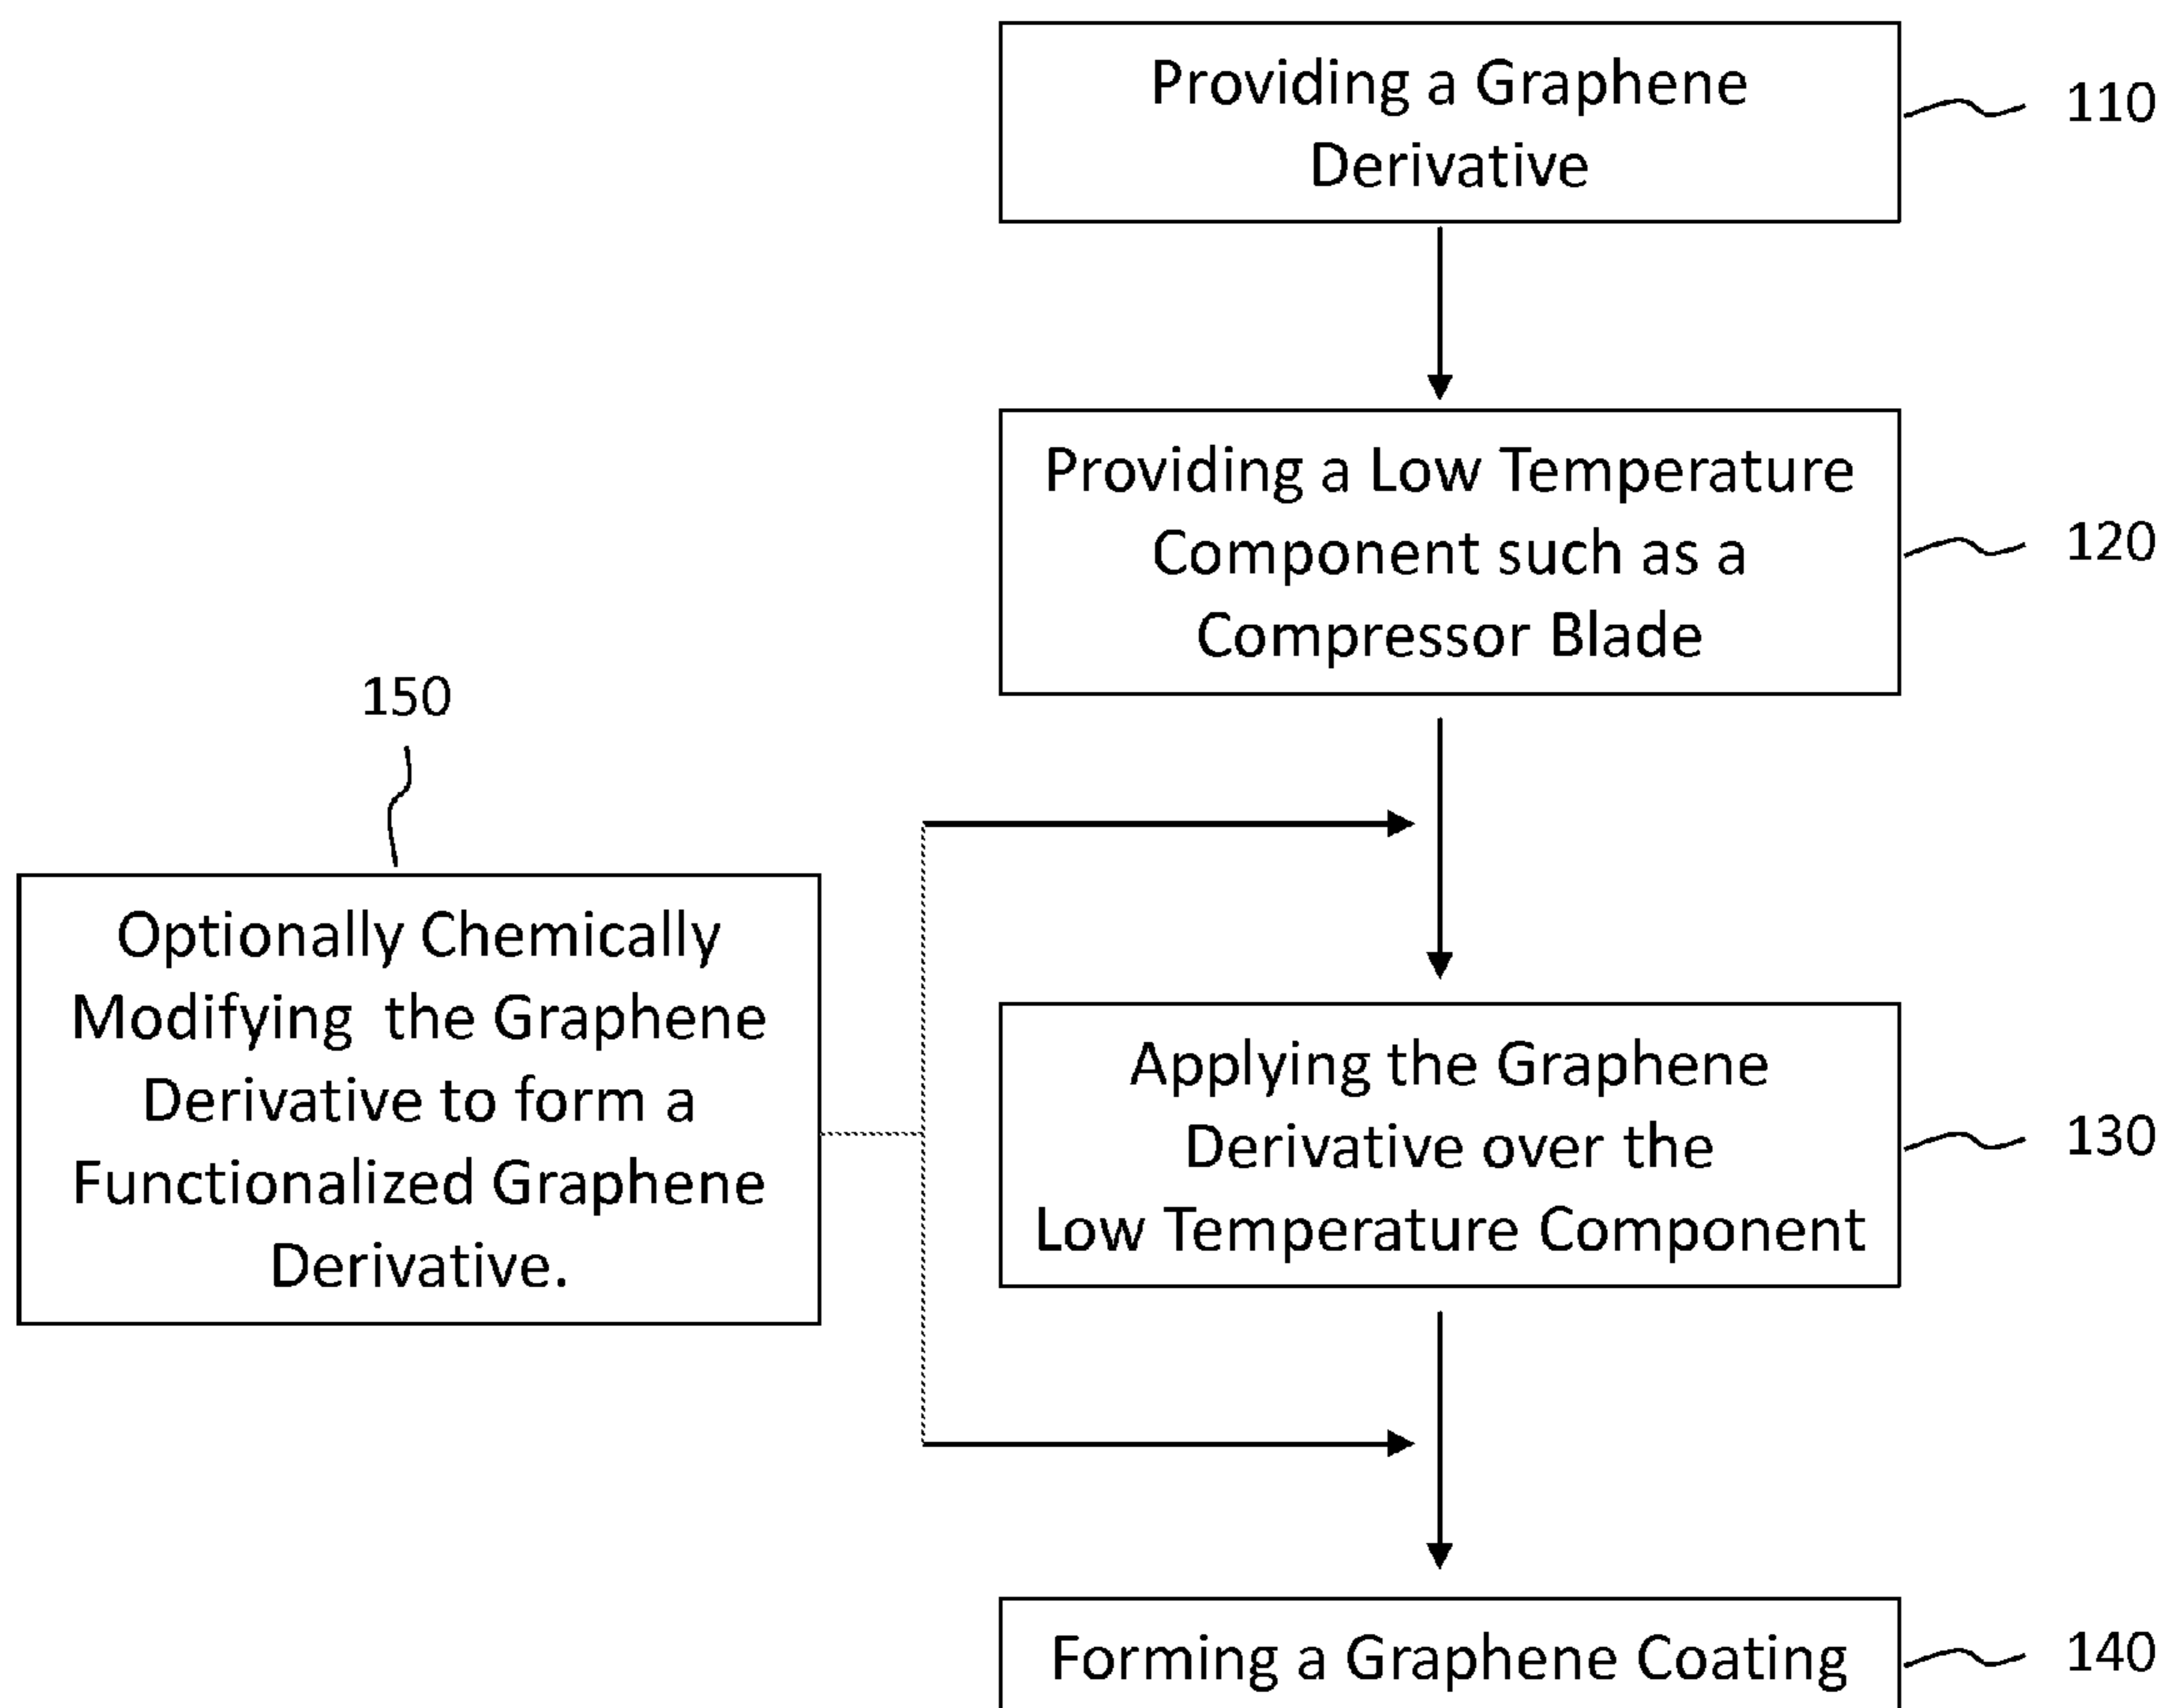 Providing a Graphene
Derivative
110
Providing a Low Temperature
Component such as a
Compressor Blade
120
150
Optionally Chemically
Modifying the Graphene
Derivative to form a
Functionalized Graphene
Derivative.
Applying the Graphene
Derivative over the
Low Temperature Component
130
Forming a Graphene Coating
140